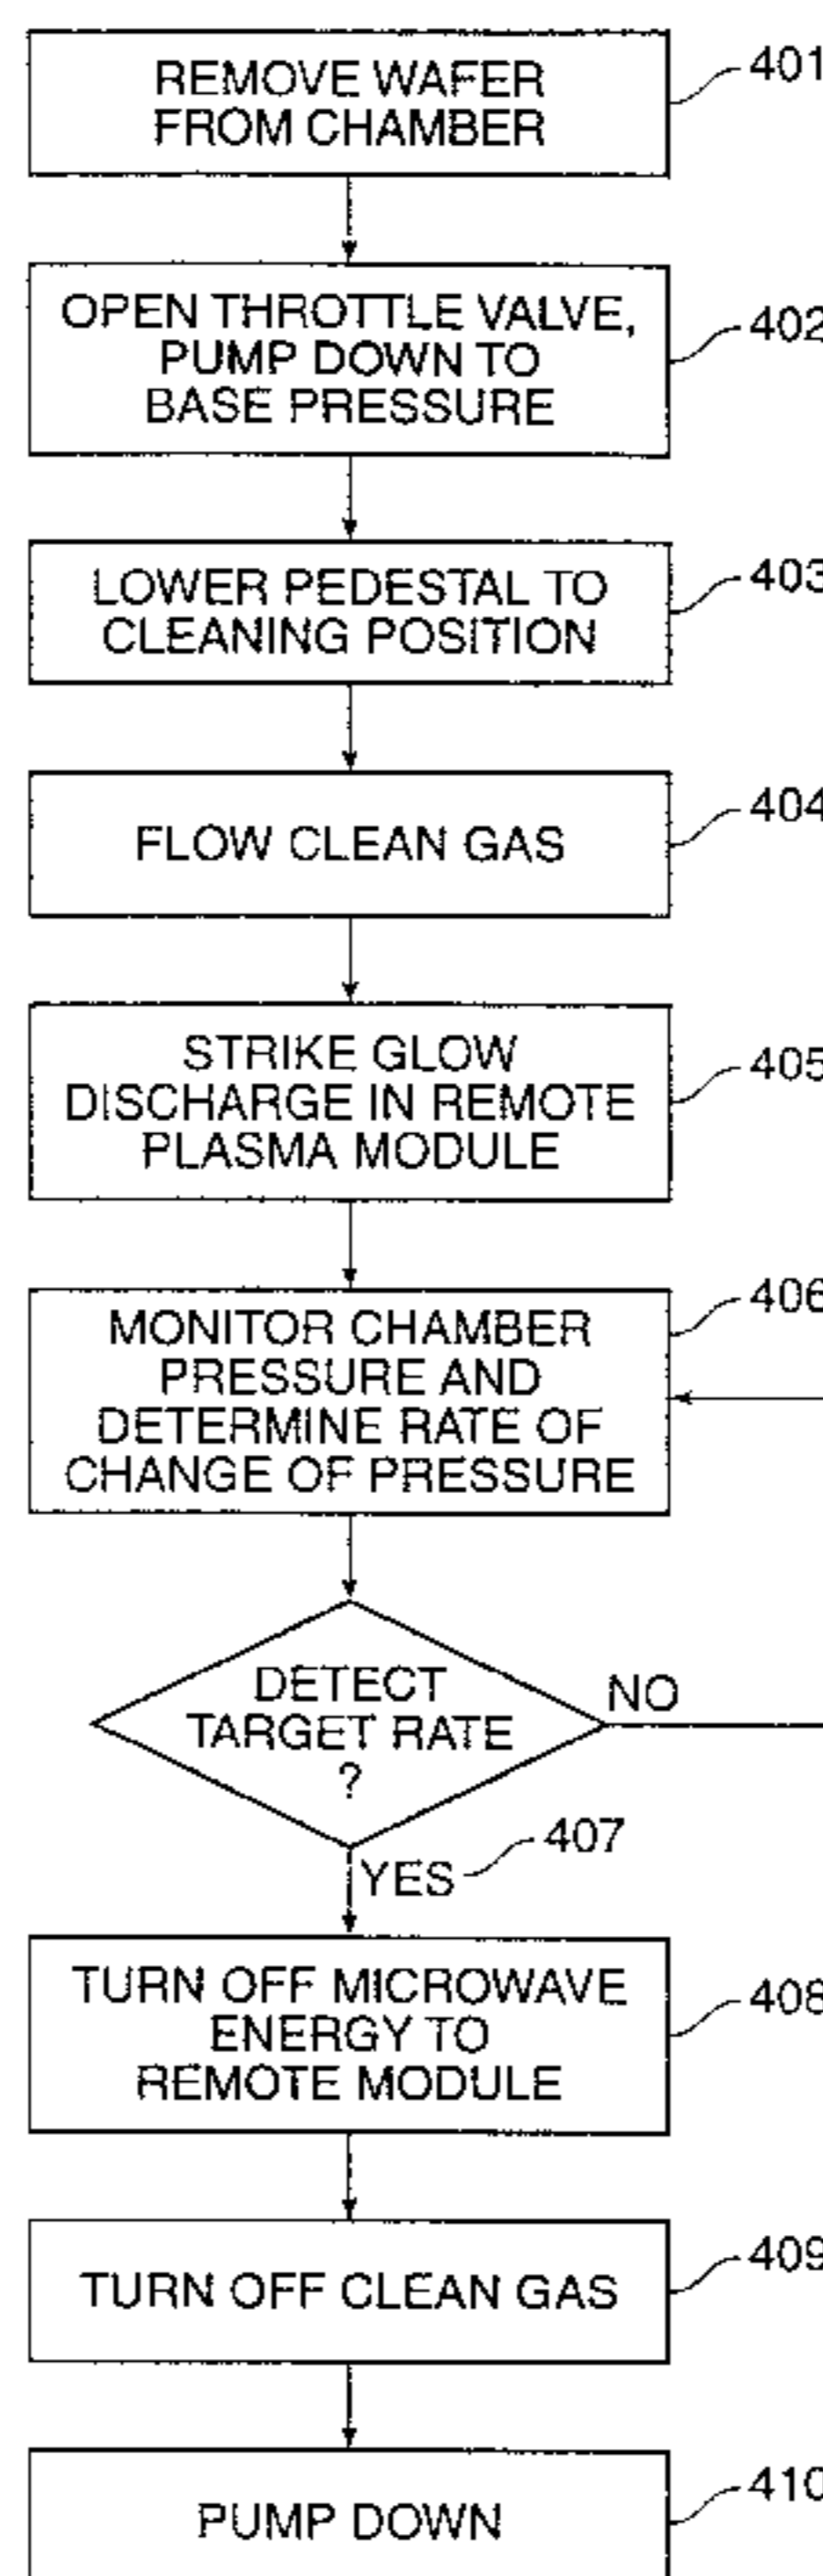 REMOVE WAFER
FROM CHAMBER
401
OPEN THROTTLE VALVE,
PUMP DOWN TO
BASE PRESSURE
402
LOWER PEDESTAL TO
CLEANING POSITION
403
FLOW CLEAN GAS
404
STRIKE GLOW
DISCHARGE IN REMOTE
PLASMA MODULE
405
MONITOR CHAMBER
PRESSURE AND
DETERMINE RATE OF
CHANGE OF PRESSURE
406
DETECT
TARGET RATE
?
NO
YES
407
TURN OFF MICROWAVE
ENERGY TO
REMOTE MODULE
408
TURN OFF CLEAN GAS
409
PUMP DOWN
410